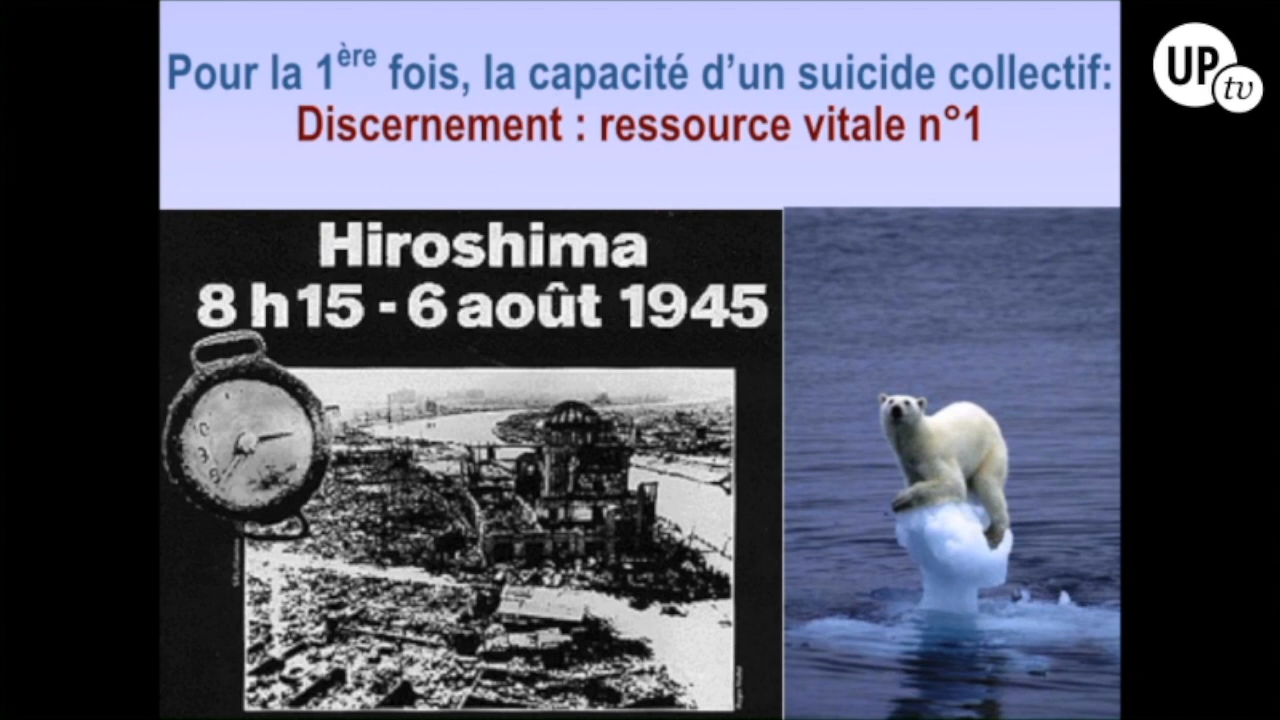 Pour la 1ère fois, la capacité d'un suicide collectif:
Discernement : ressource vitale n°1
UP
tv
Hiroshima
8 h 15 - 6 août 1945